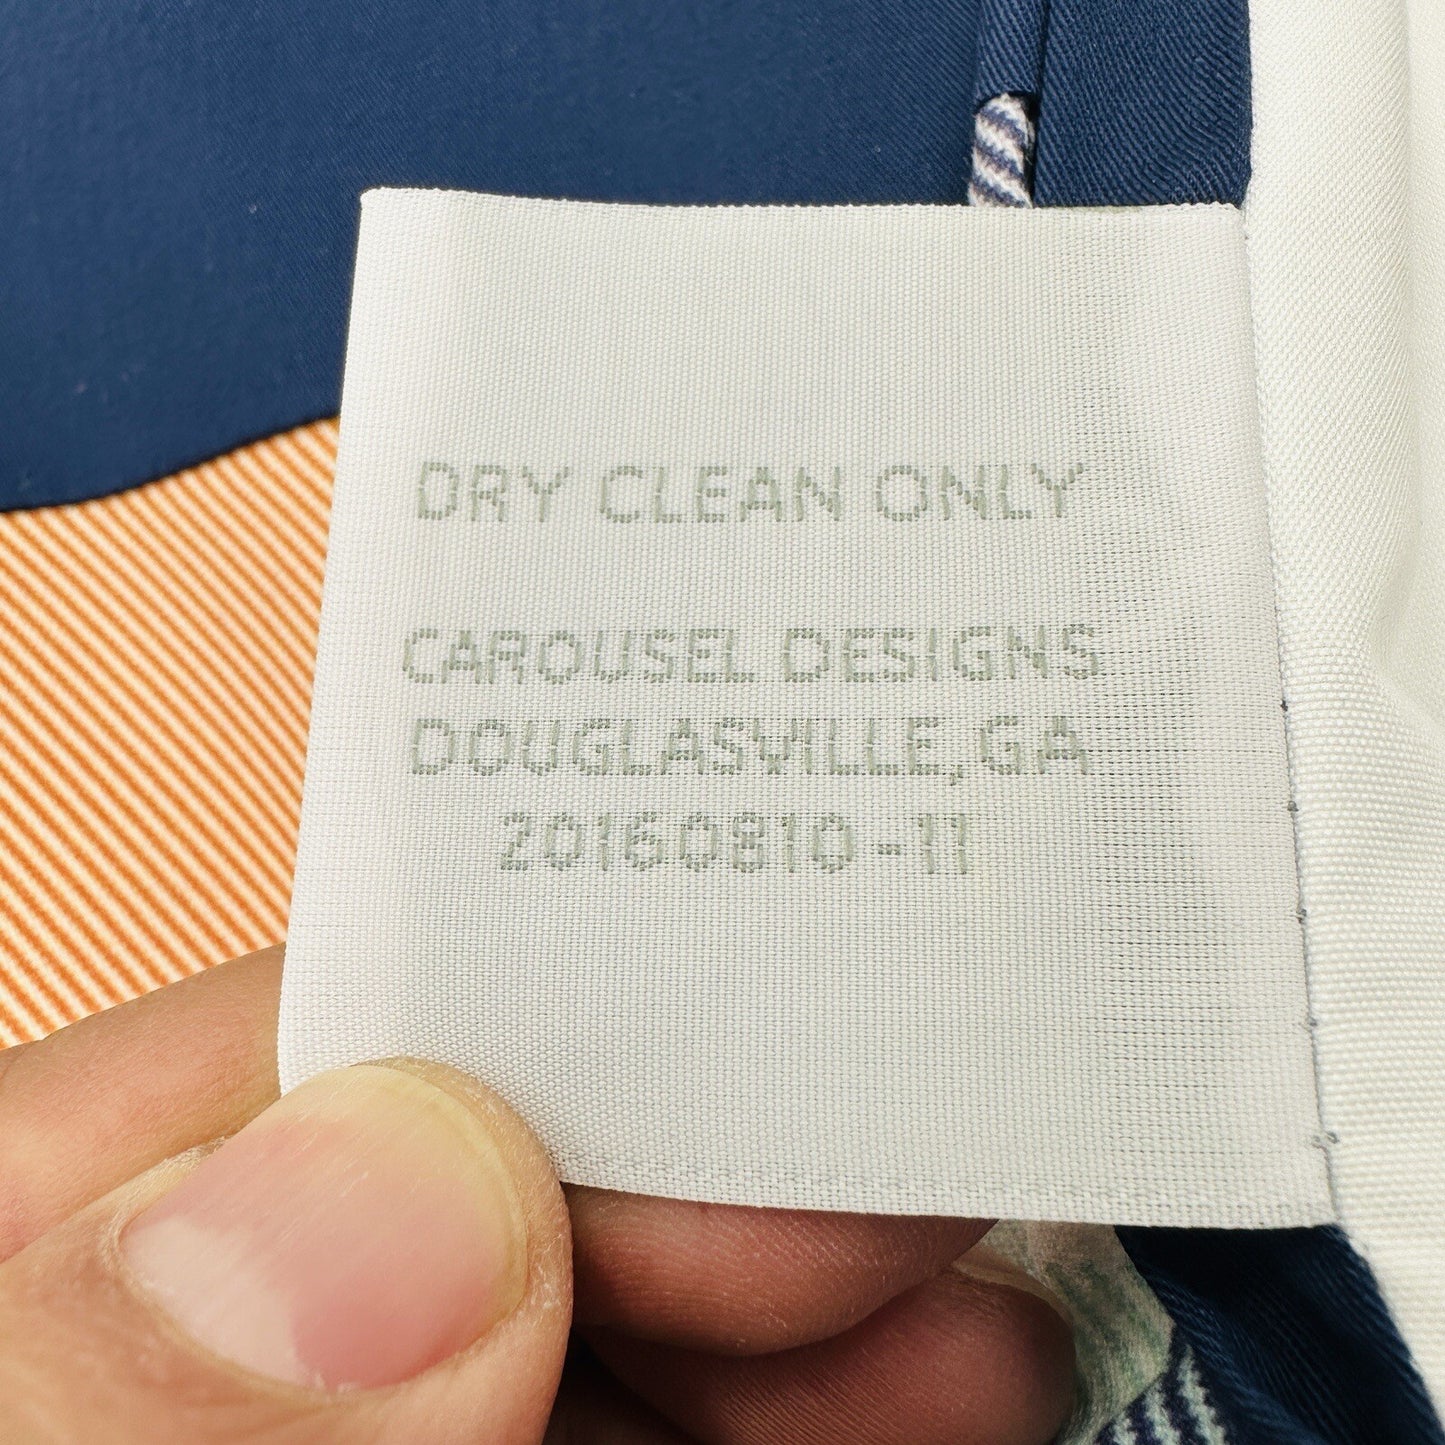 DRY CLEAN ONLY
CAROUSEL DESIGNS
DOUGLASVILLE, GA
20160810-11